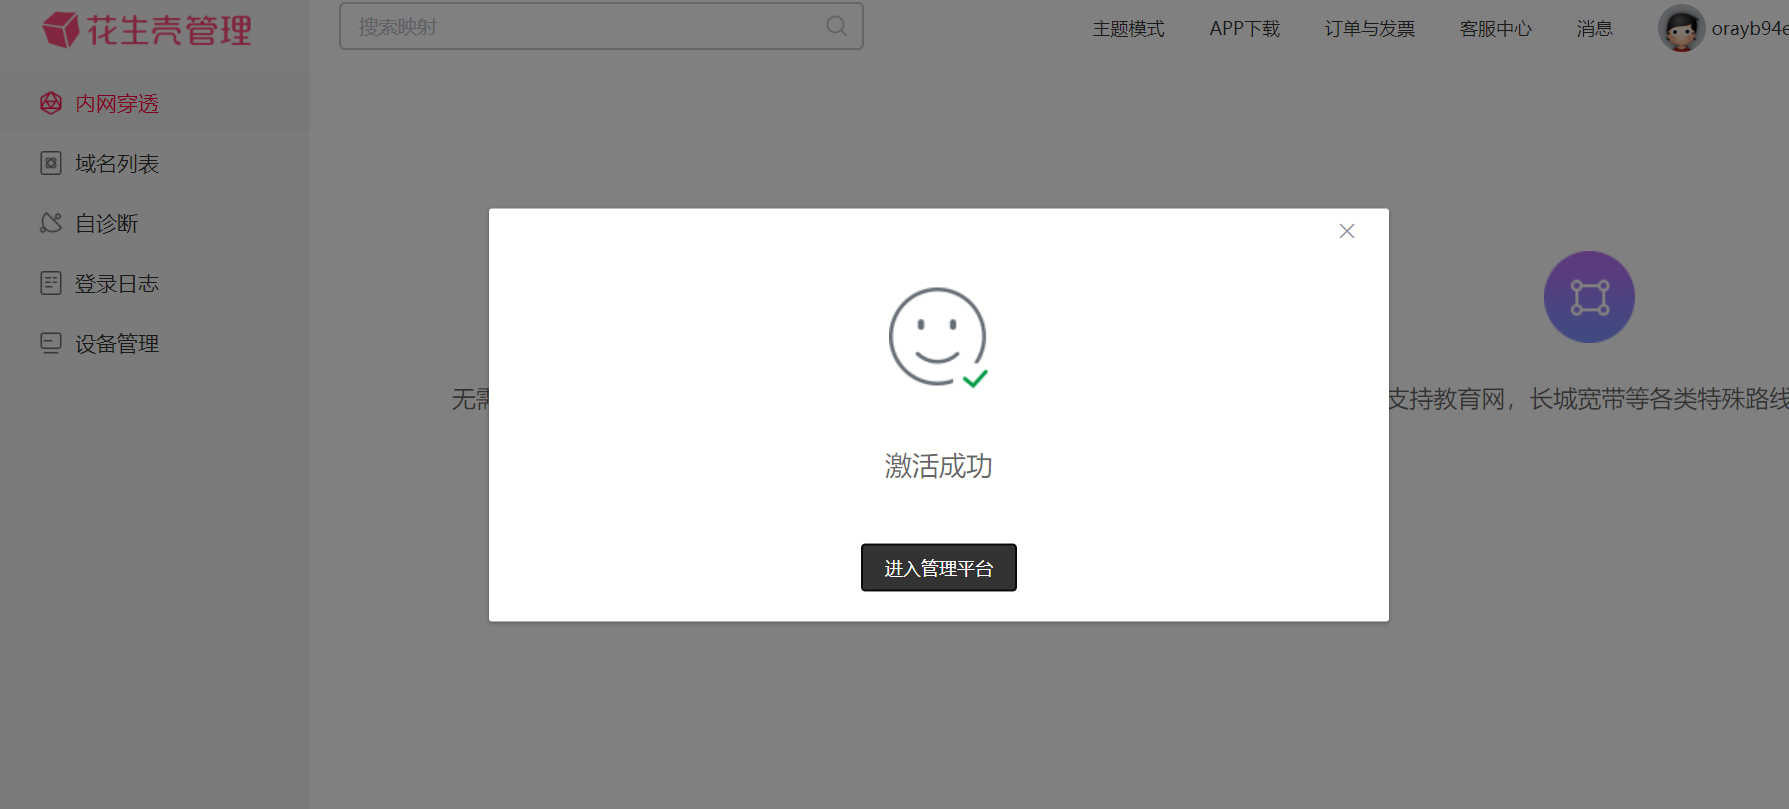 花生壳管理
搜索映射
主题模式
APP下载
订单与发票
客服中心
消息
orayb94e
内网穿透
域名列表
自诊断
登录日志
设备管理
无需
支持教育网，长城宽带等各类特殊路线
激活成功
进入管理平台